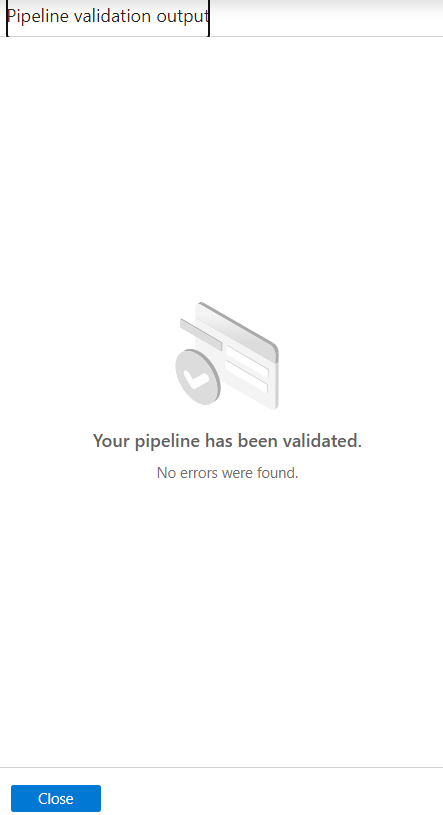 Pipeline validation output
Your pipeline has been validated.
No errors were found.
Close